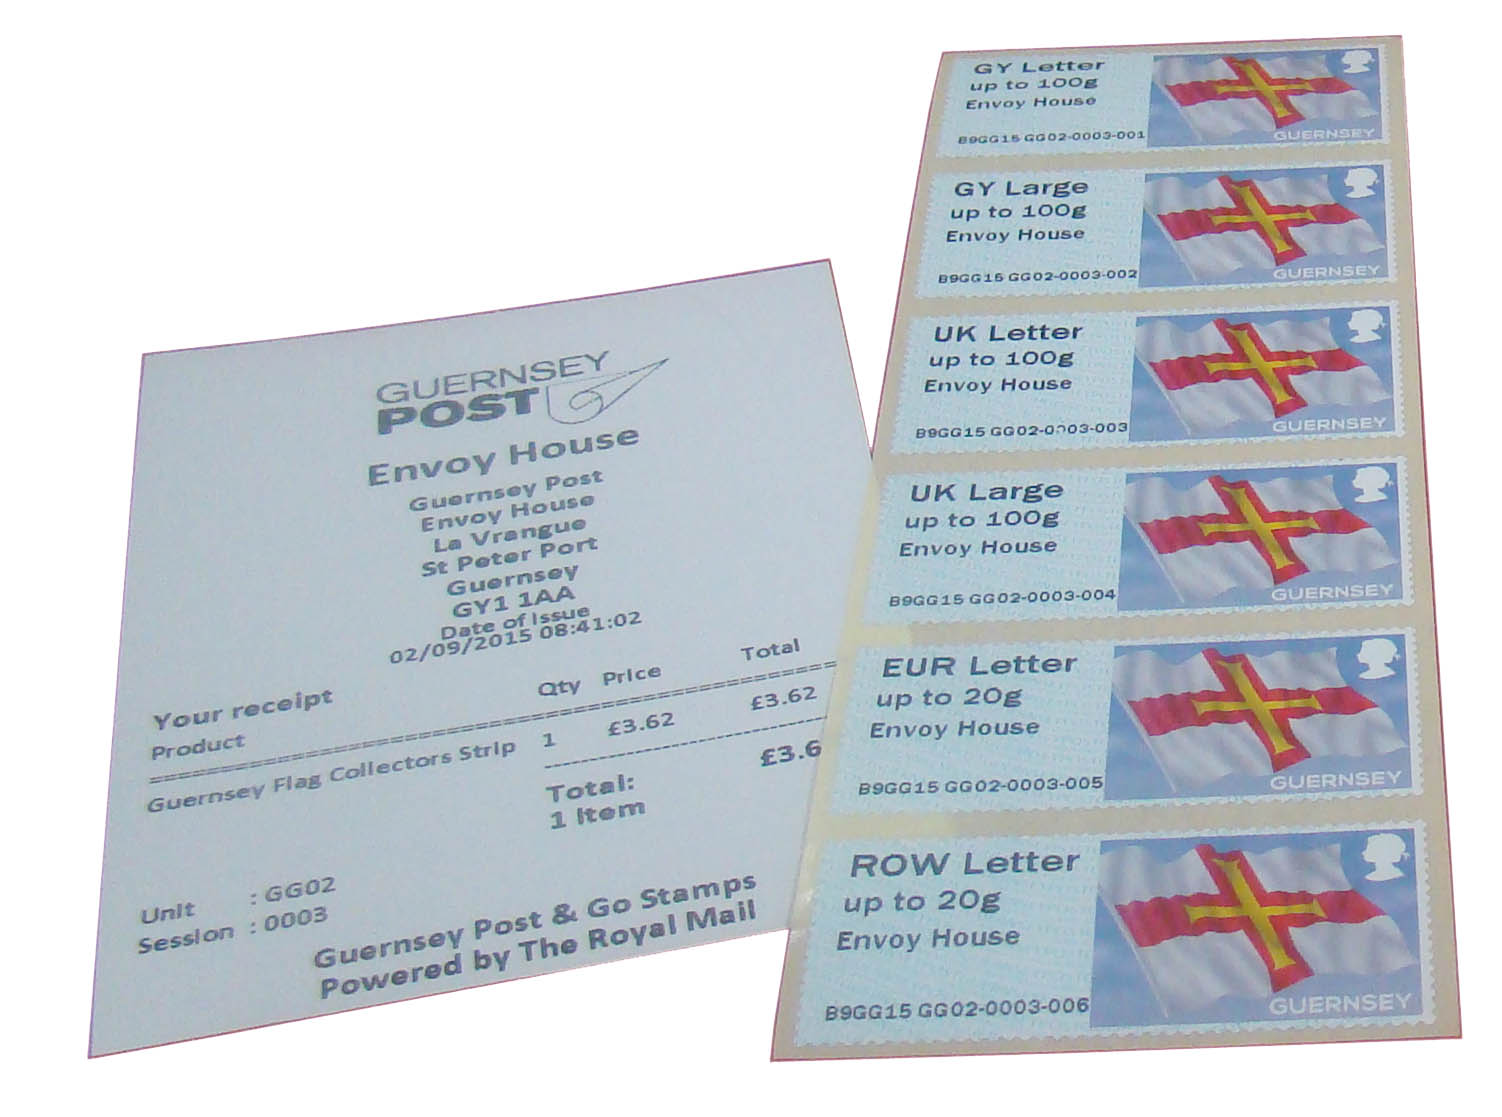 GUERNSEY
POST
Envoy House
Guernsey Post
Envoy House
La Vrangue
St Peter Port
Guernsey
GY1 1AA
Date of Issue
02/09/2015 08:41:02
Your receipt
Product Qty Price Total
Guernsey Flag Collectors Strip 1 £3.62 £3.62
Total: £3.6
1 Item
Unit : GG02
Session : 0003
Guernsey Post & Go Stamps
Powered by The Royal Mail
GY Letter
up to 100g
Envoy House
B9GG15 GG02-0003-001
GUERNSEY
GY Large
up to 100g
Envoy House
B9GG15 GG02-0003-002
GUERNSEY
UK Letter
up to 100g
Envoy House
B9GG15 GG02-0003-003
GUERNSEY
UK Large
up to 100g
Envoy House
B9GG15 GG02-0003-004
GUERNSEY
EUR Letter
up to 20g
Envoy House
B9GG15 GG02-0003-005
GUERNSEY
ROW Letter
up to 20g
Envoy House
B9GG15 GG02-0003-006
GUERNSEY